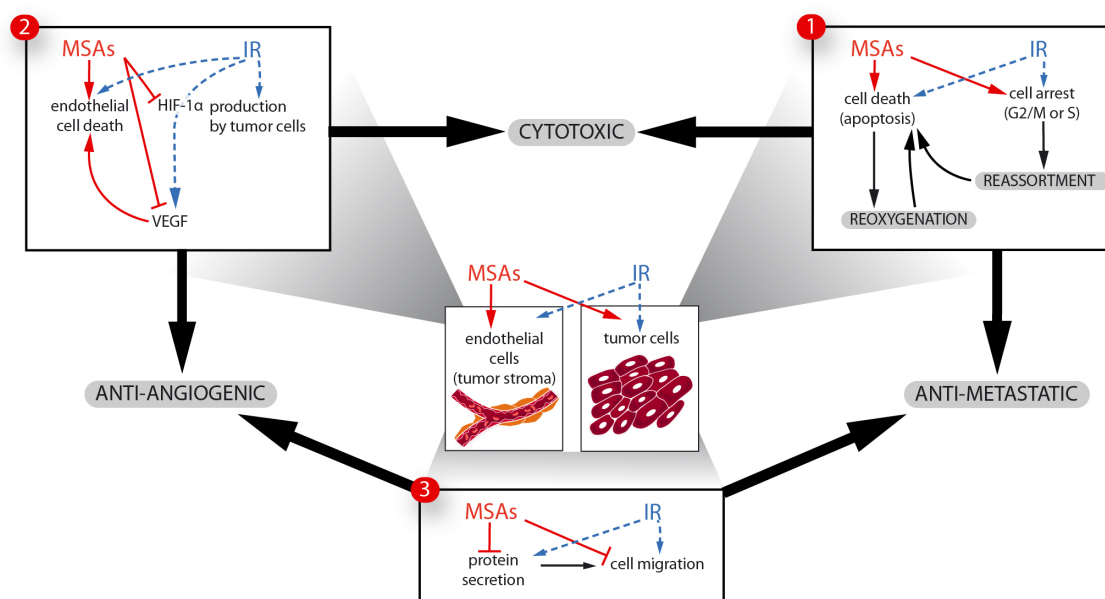 2
MSAs
IR
endothelial
cell death
HIF-1α
production
by tumor cells
VEGF
CYTOTOXIC
1
MSAs
IR
cell death
(apoptosis)
cell arrest
(G2/M or S)
REASSORTMENT
REOXYGENATION
MSAs
IR
endothelial
cells
(tumor stroma)
tumor cells
ANTI-ANGIOGENIC
ANTI-METASTATIC
3
MSAs
IR
protein
secretion
cell migration